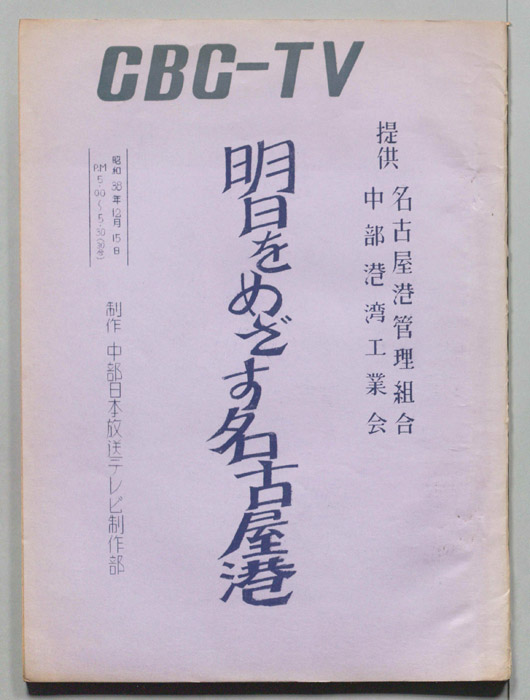 CBC-TV
提供 名古屋港管理組合
中部港湾工業会
明日をめざす名古屋港
昭和38年12月15日
P.M 5:00〜5:30
制作 中部日本放送テレビ制作部